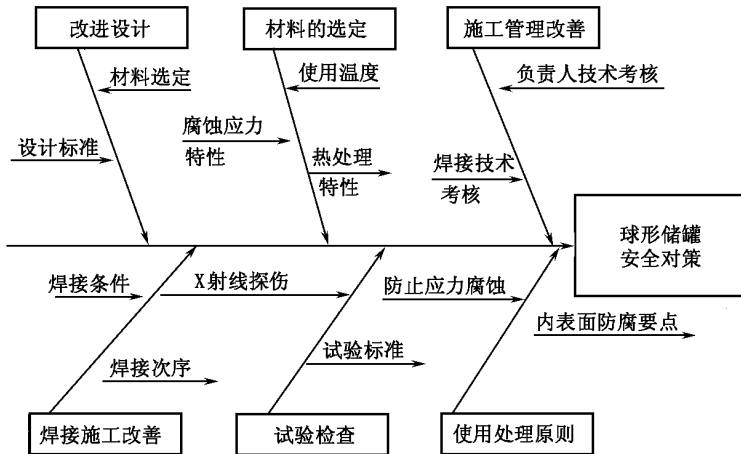 改进设计
材料的选定
施工管理改善
材料选定
使用温度
负责人技术考核
设计标准
腐蚀应力
特性
热处理
特性
焊接技术
考核
球形储罐
安全对策
焊接条件
X射线探伤
防止应力腐蚀
内表面防腐要点
试验标准
焊接次序
焊接施工改善
试验检查
使用处理原则